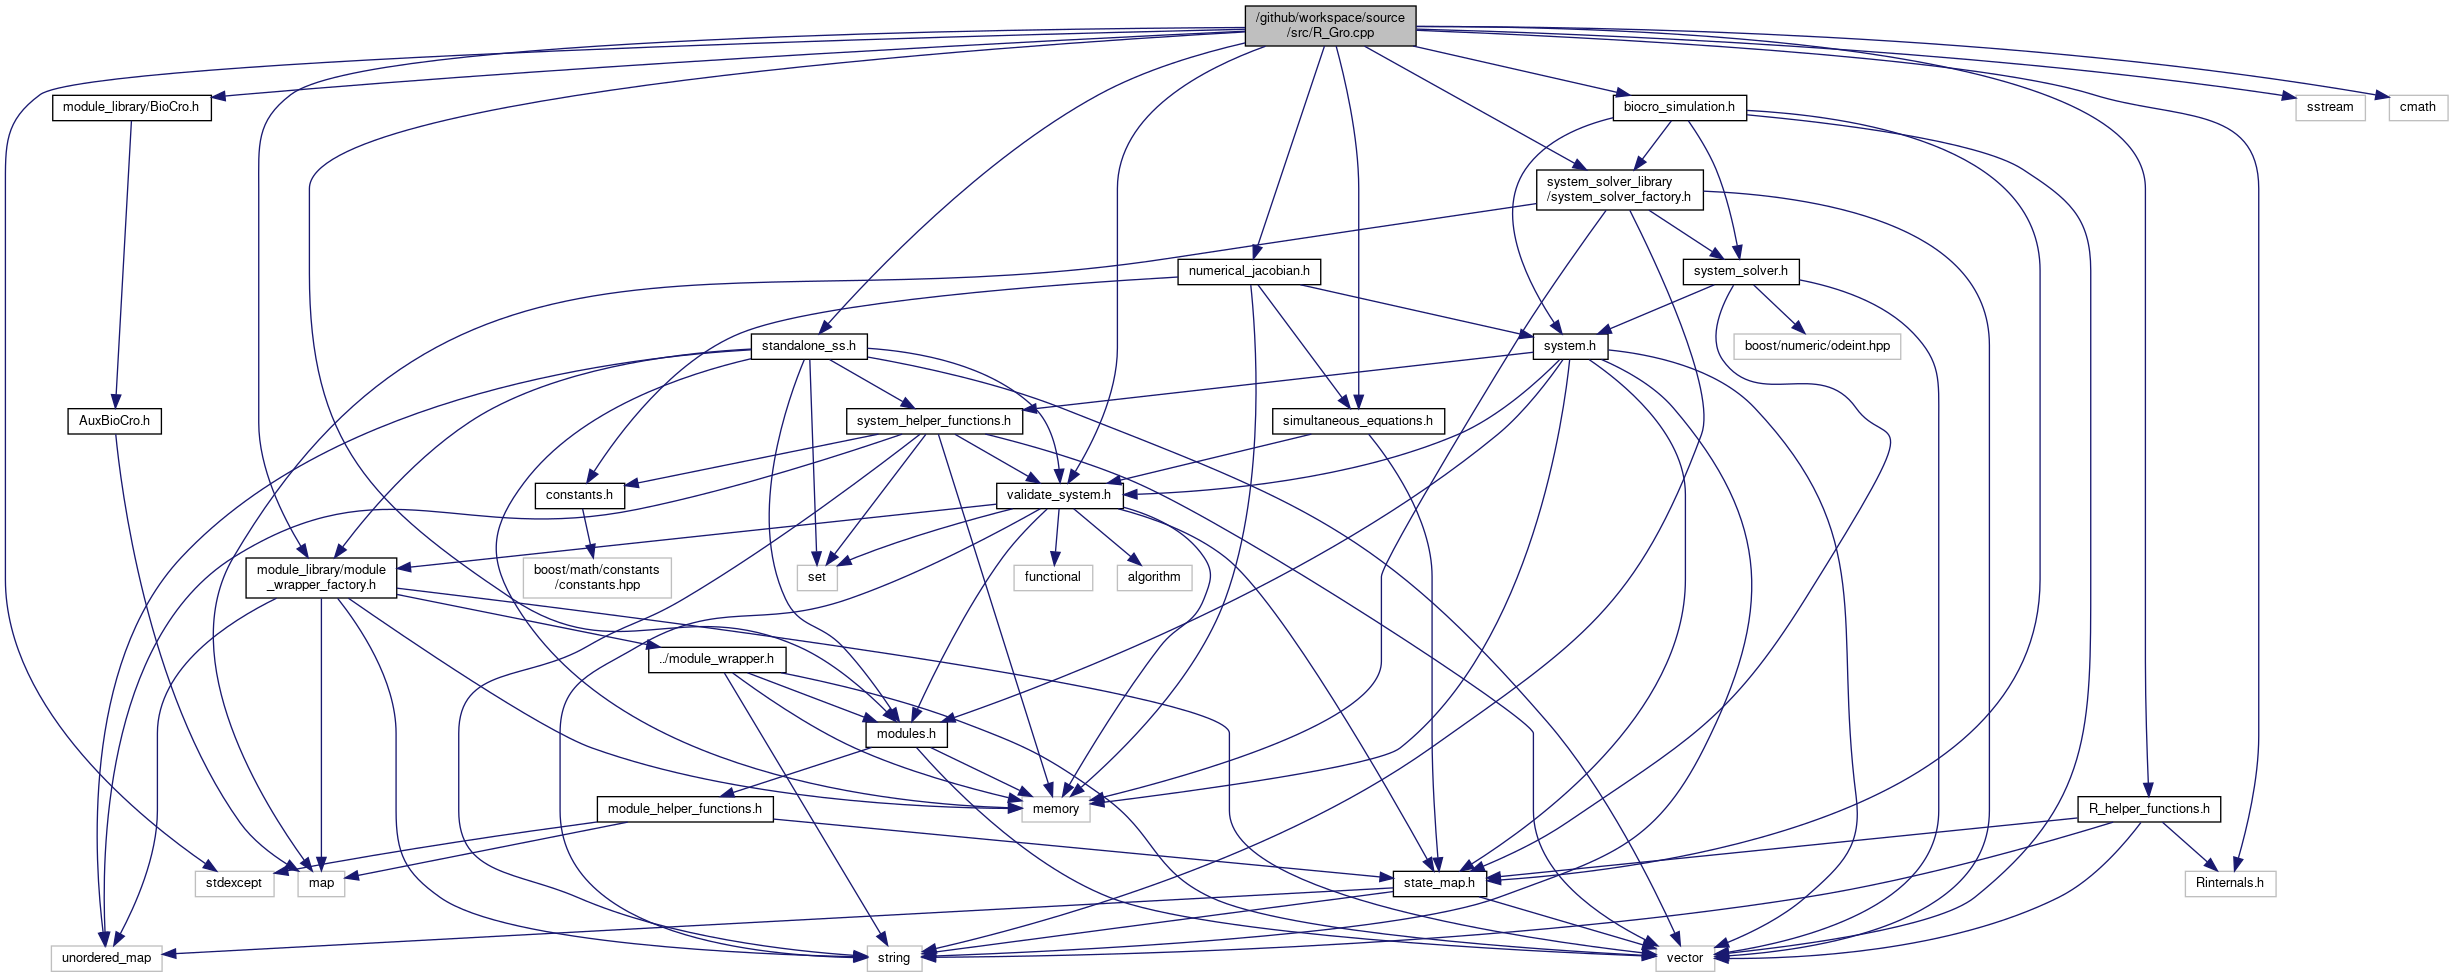 /github/workspace/source
/src/R_Gro.cpp
module_library/BioCro.h
biocro_simulation.h
sstream
cmath
system_solver_library
/system_solver_factory.h
numerical_jacobian.h
system_solver.h
standalone_ss.h
system.h
boost/numeric/odeint.hpp
AuxBioCro.h
system_helper_functions.h
simultaneous_equations.h
constants.h
validate_system.h
module_library/module
_wrapper_factory.h
boost/math/constants
/constants.hpp
set
functional
algorithm
../module_wrapper.h
modules.h
module_helper_functions.h
memory
R_helper_functions.h
stdexcept
map
state_map.h
Rinternals.h
unordered_map
string
vector